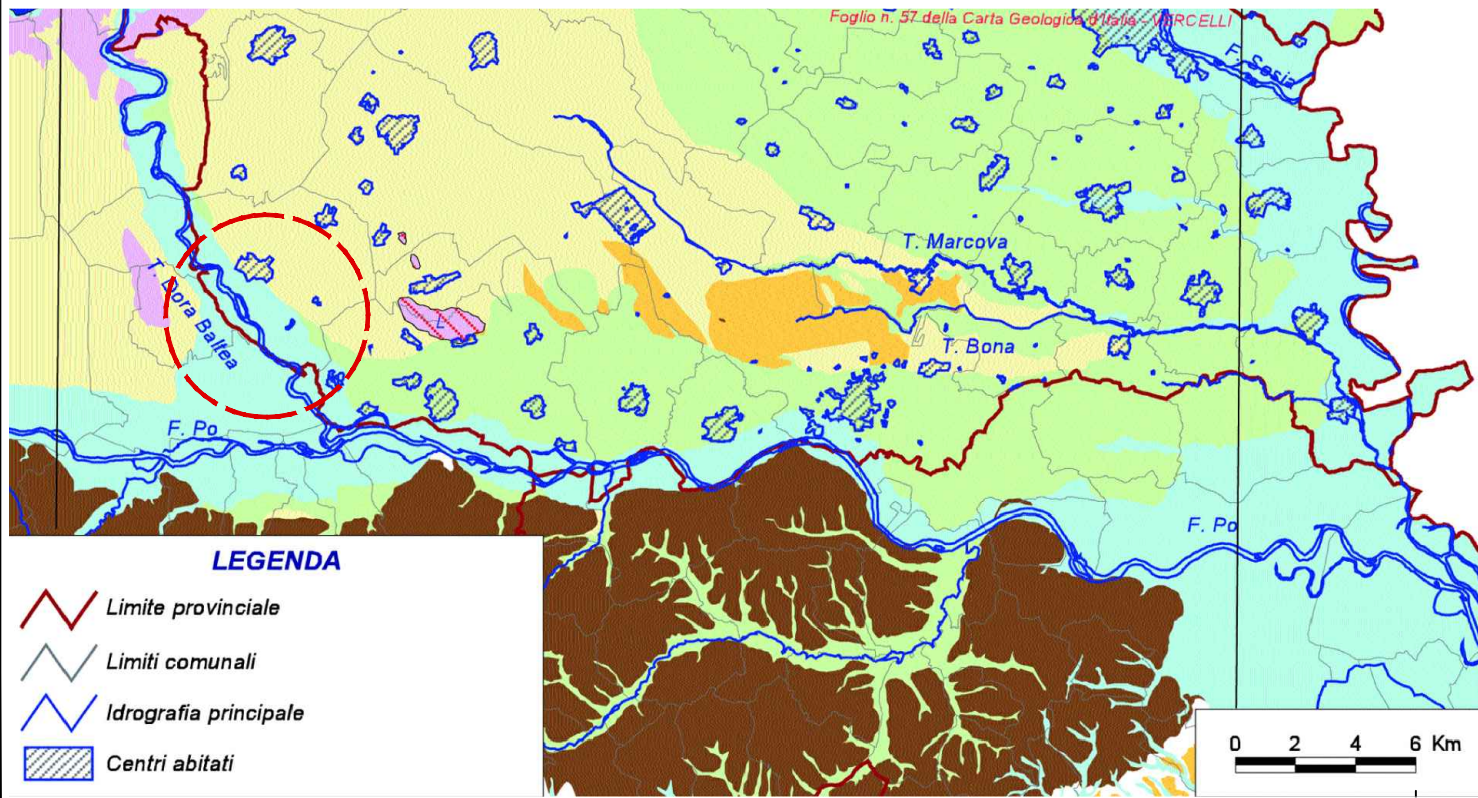 Foglio n. 57 della Carta Geologica d'Italia - VERCELLI
F. Sesia
T. Marcova
T. Dora Baltea
T. Bona
F. Po
F. Po
L
LEGENDA
Limite provinciale
Limiti comunali
Idrografia principale
Centri abitati
0 2 4 6 Km